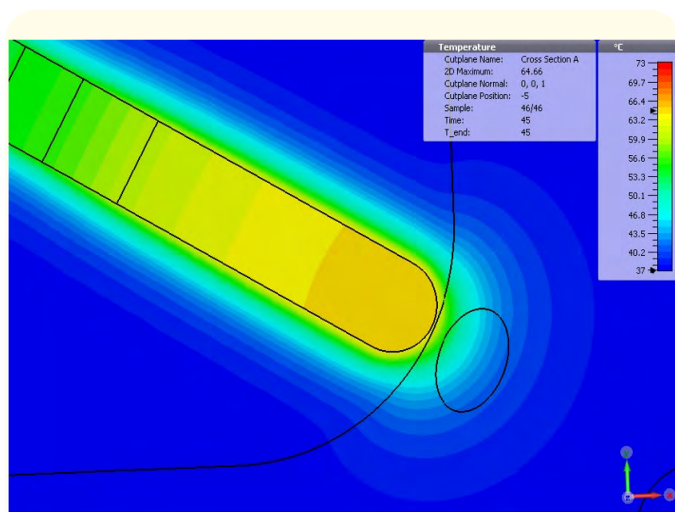 Temperature
Cutplane Name: Cross Section A
2D Maximum: 64.66
Cutplane Normal: 0, 0, 1
Cutplane Position: -5
Sample: 46/46
Time: 45
T_end: 45
°C
73
69.7
66.4
63.2
59.9
56.6
53.3
50.1
46.8
43.5
40.2
37